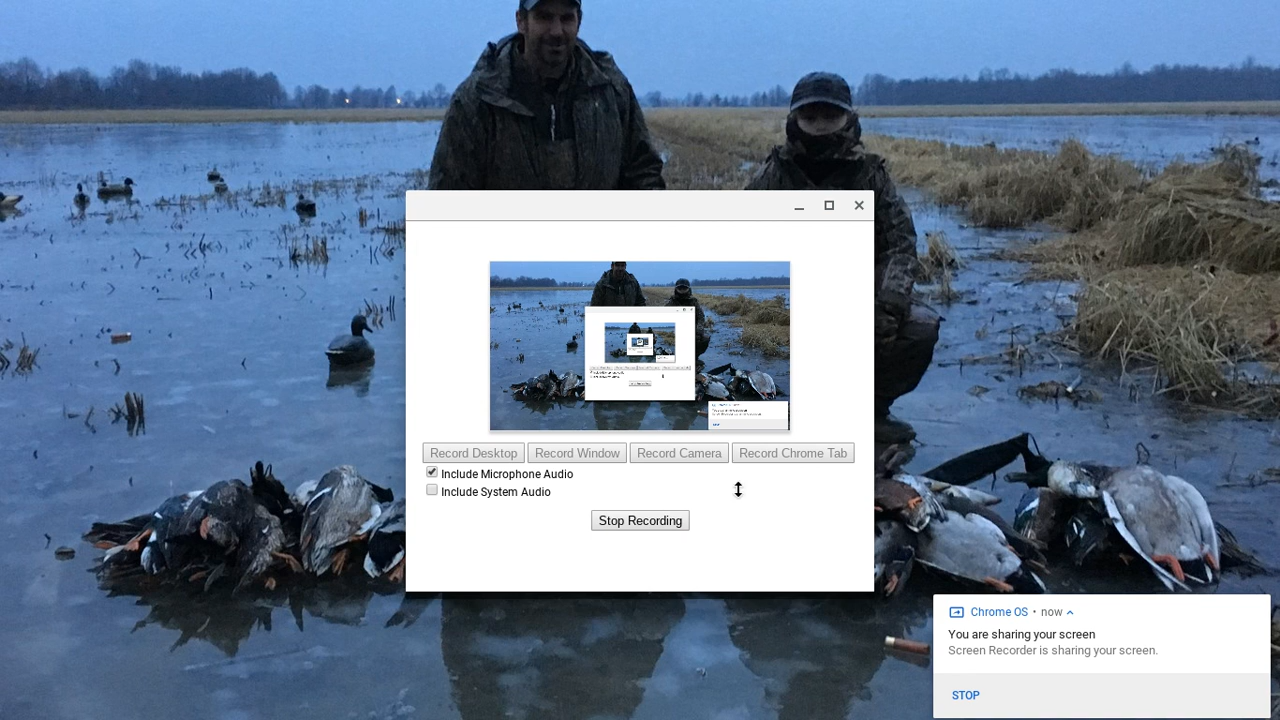 Record Desktop Record Window Record Camera Record Chrome Tab
Include Microphone Audio
Include System Audio
Stop Recording
Chrome OS • now
You are sharing your screen
Screen Recorder is sharing your screen.
STOP